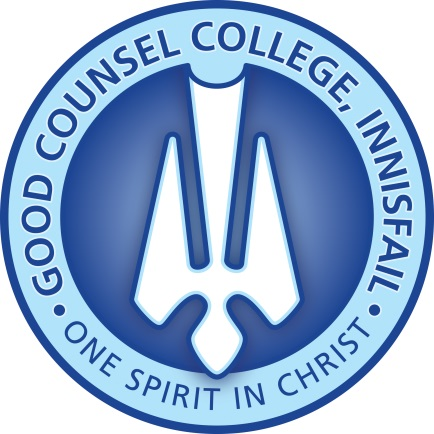 GOOD COUNSEL COLLEGE, INNISFAIL
• ONE SPIRIT IN CHRIST •